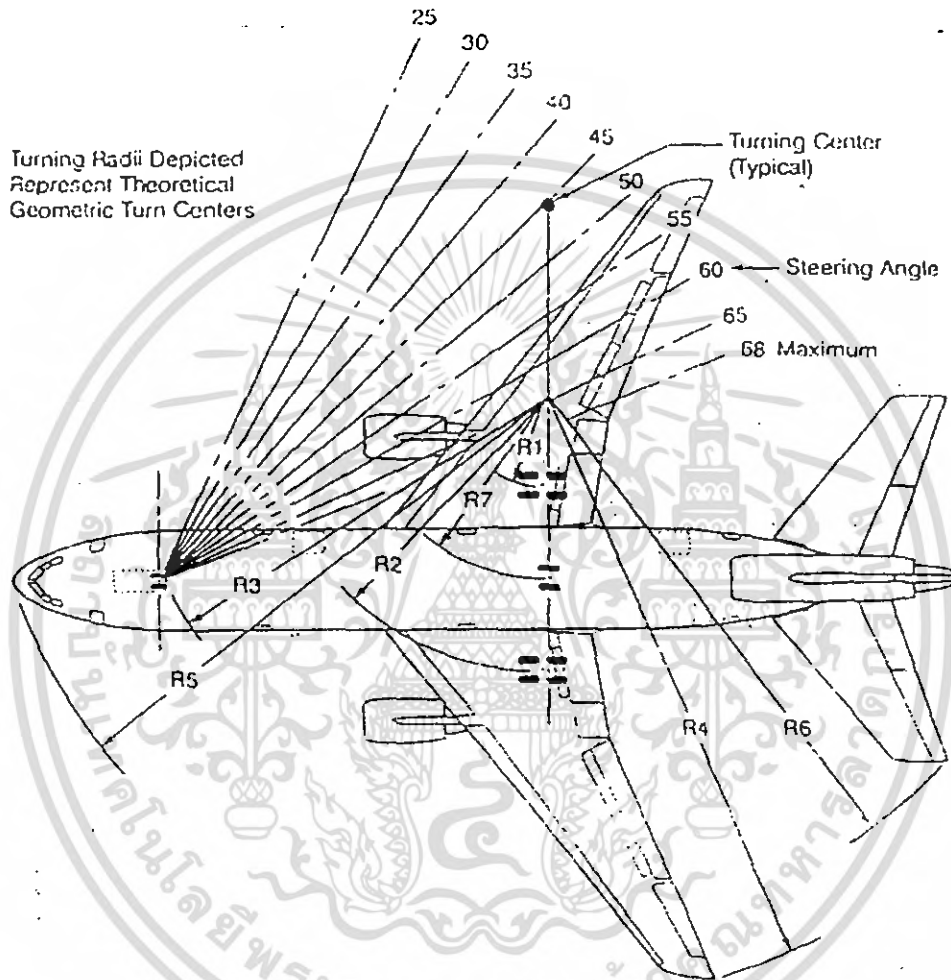 25
30
35
40
45
Turning Radii Depicted
Represent Theoretical
Geometric Turn Centers
Turning Center
(Typical)
50
55
60
Steering Angle
65
68 Maximum
R1
R7
R2
R3
R5
R4
R6